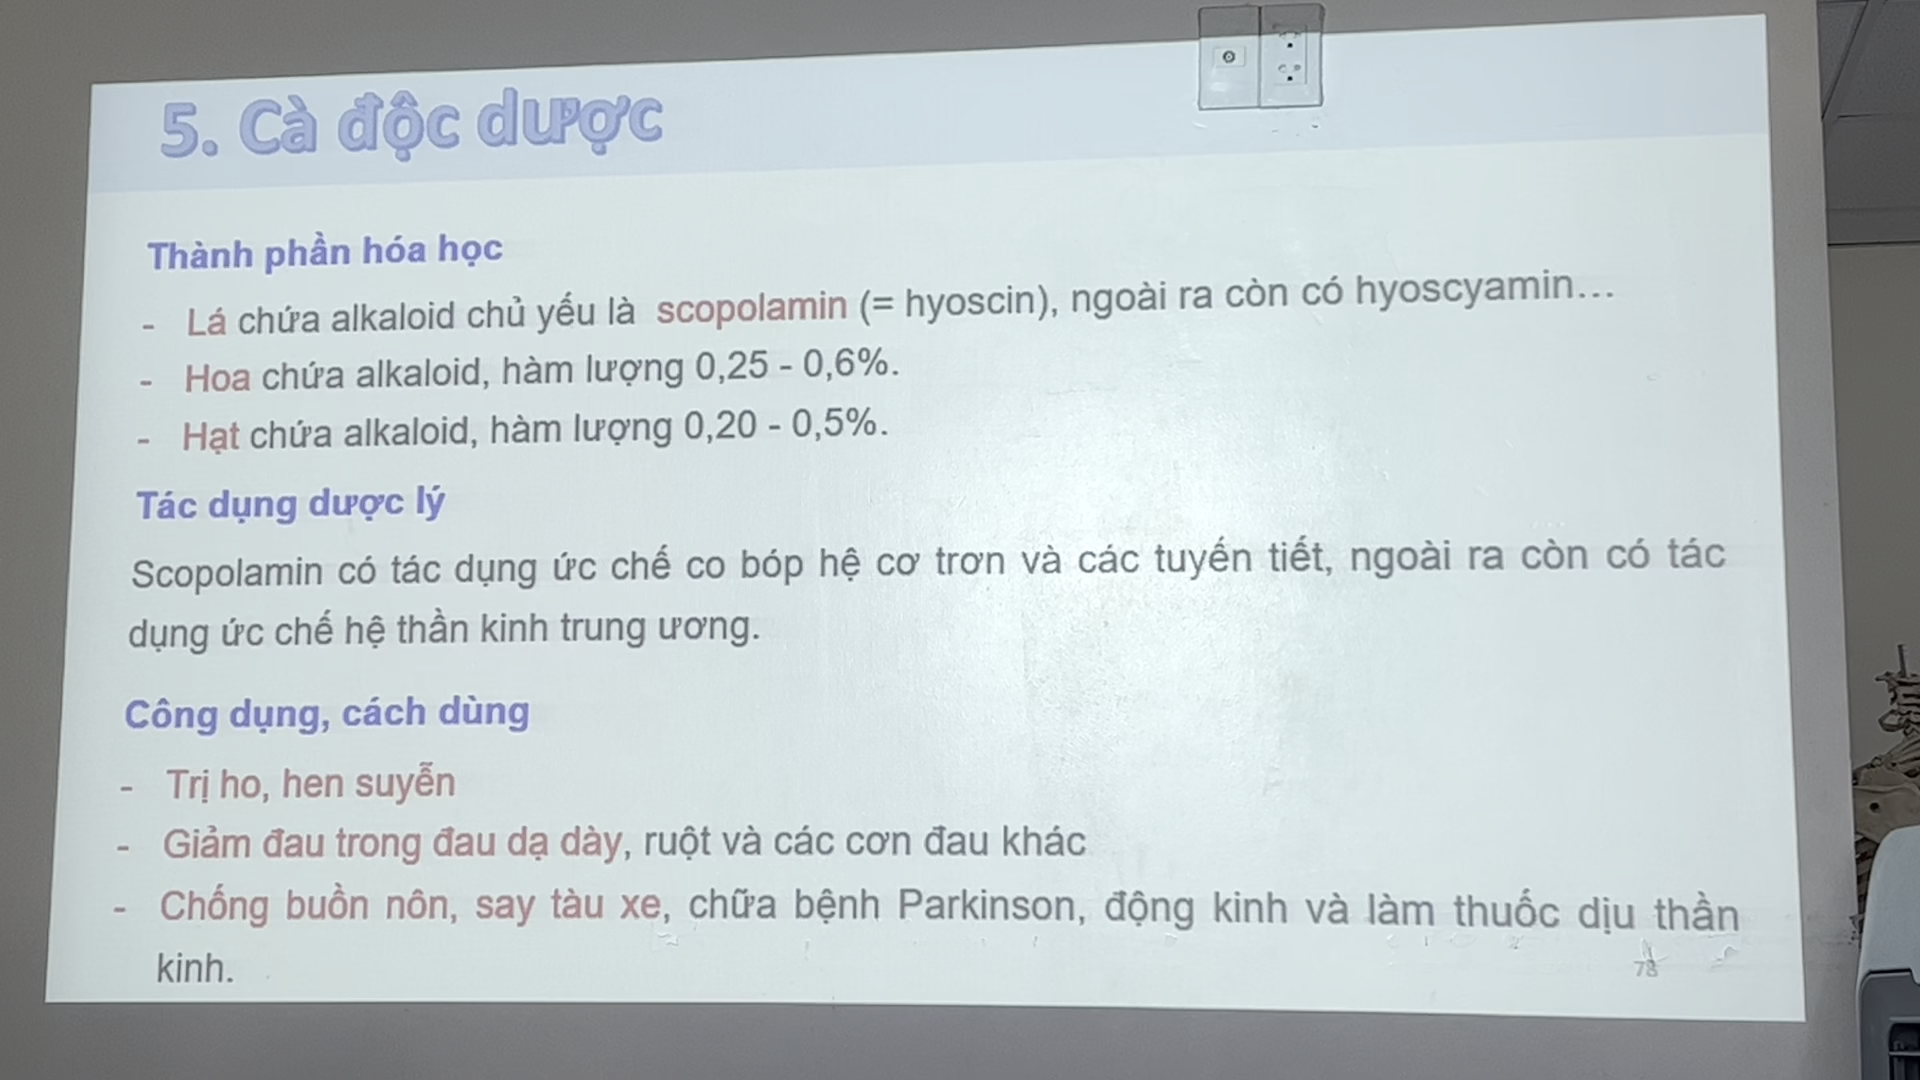 5. Cà độc dược
Thành phần hóa học
- Lá chứa alkaloid chủ yếu là scopolamin (= hyoscin), ngoài ra còn có hyoscyamin...
- Hoa chứa alkaloid, hàm lượng 0,25 - 0,6%.
- Hạt chứa alkaloid, hàm lượng 0,20 - 0,5%.
Tác dụng dược lý
Scopolamin có tác dụng ức chế co bóp hệ cơ trơn và các tuyến tiết, ngoài ra còn có tác
dụng ức chế hệ thần kinh trung ương.
Công dụng, cách dùng
- Trị ho, hen suyễn
- Giảm đau trong đau dạ dày, ruột và các cơn đau khác
- Chống buồn nôn, say tàu xe, chữa bệnh Parkinson, động kinh và làm thuốc dịu thần
kinh.
78